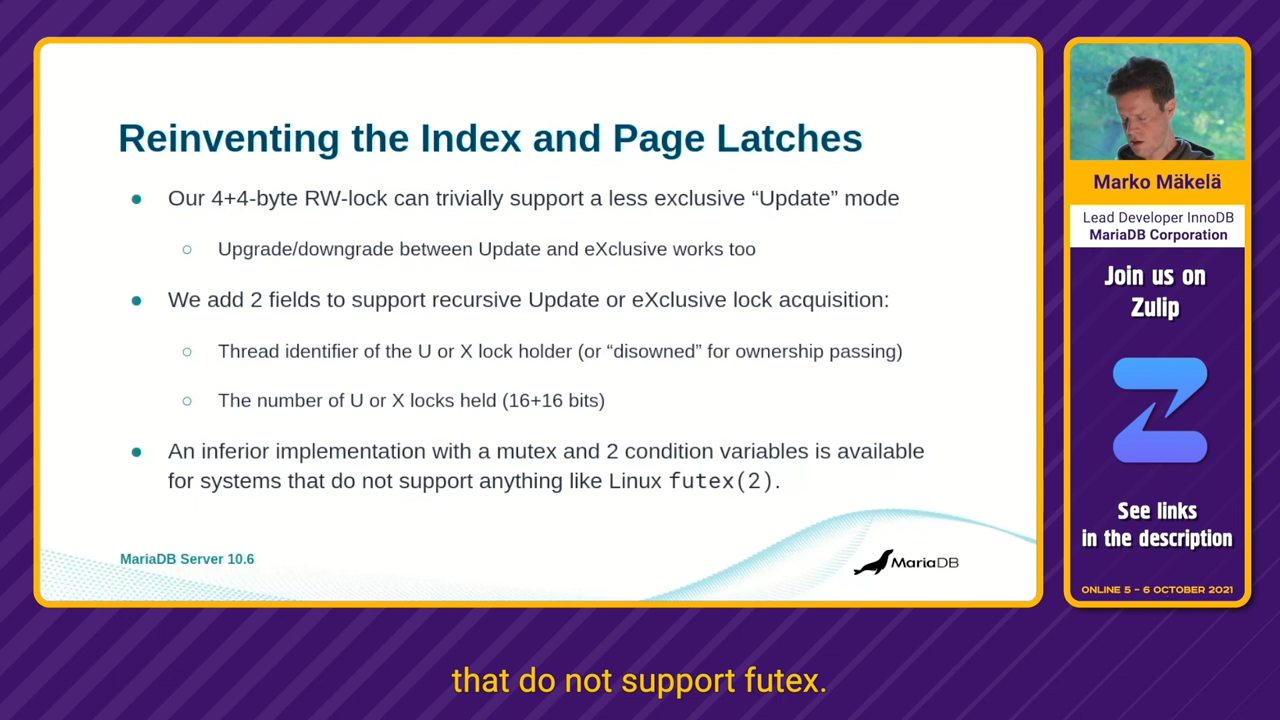 Reinventing the Index and Page Latches
● Our 4+4-byte RW-lock can trivially support a less exclusive “Update” mode
○ Upgrade/downgrade between Update and eXclusive works too
● We add 2 fields to support recursive Update or eXclusive lock acquisition:
○ Thread identifier of the U or X lock holder (or “disowned” for ownership passing)
○ The number of U or X locks held (16+16 bits)
● An inferior implementation with a mutex and 2 condition variables is available
for systems that do not support anything like Linux futex(2).
MariaDB Server 10.6
MariaDB
Marko Mäkelä
Lead Developer InnoDB
MariaDB Corporation
Join us on
Zulip
See links
in the description
ONLINE 5 - 6 OCTOBER 2021
that do not support futex.